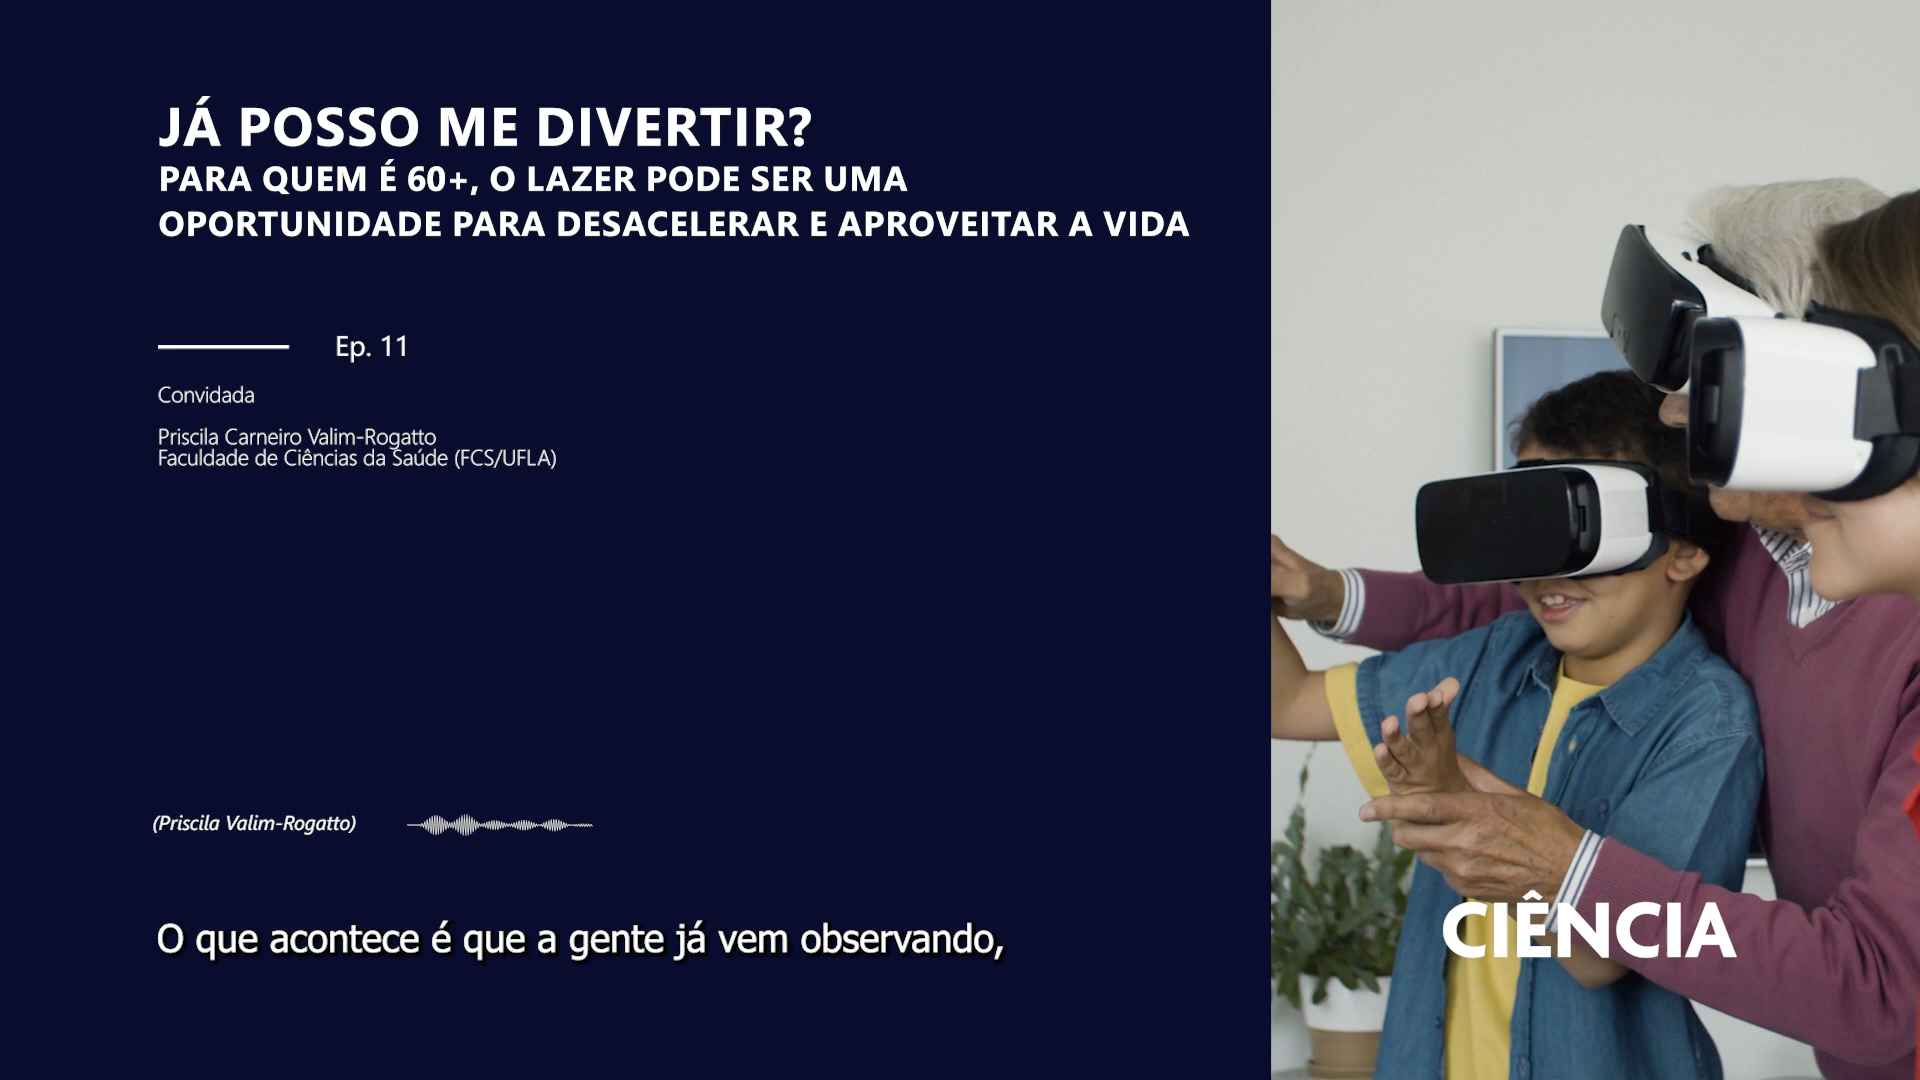 JÁ POSSO ME DIVERTIR?
PARA QUEM É 60+, O LAZER PODE SER UMA
OPORTUNIDADE PARA DESACELERAR E APROVEITAR A VIDA
Ep. 11
Convidada
Priscila Carneiro Valim-Rogatto
Faculdade de Ciências da Saúde (FCS/UFLA)
(Priscila Valim-Rogatto)
O que acontece é que a gente já vem observando,
CIÊNCIA